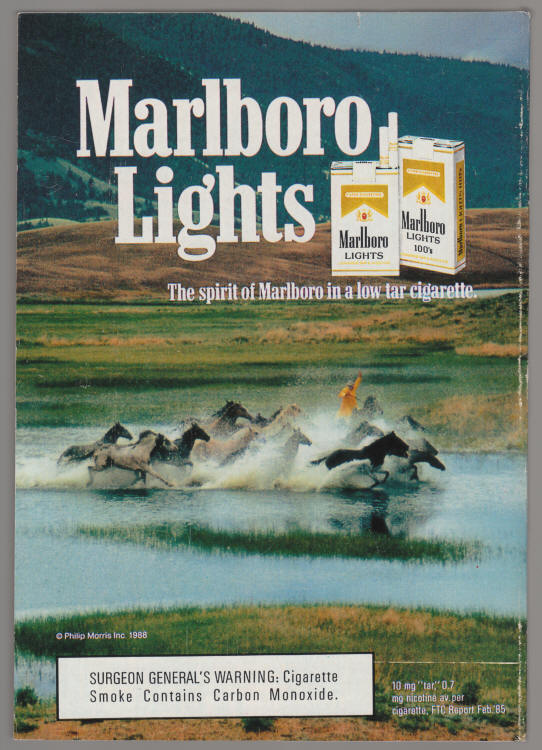 Marlboro
Lights
Marlboro
LIGHTS
Marlboro
LIGHTS
100's
The spirit of Marlboro in a low tar cigarette.
© Philip Morris Inc. 1988
SURGEON GENERAL'S WARNING: Cigarette
Smoke Contains Carbon Monoxide.
10 mg "tar," 0.7
mg nicotine av. per
cigarette, FTC Report Feb.'85